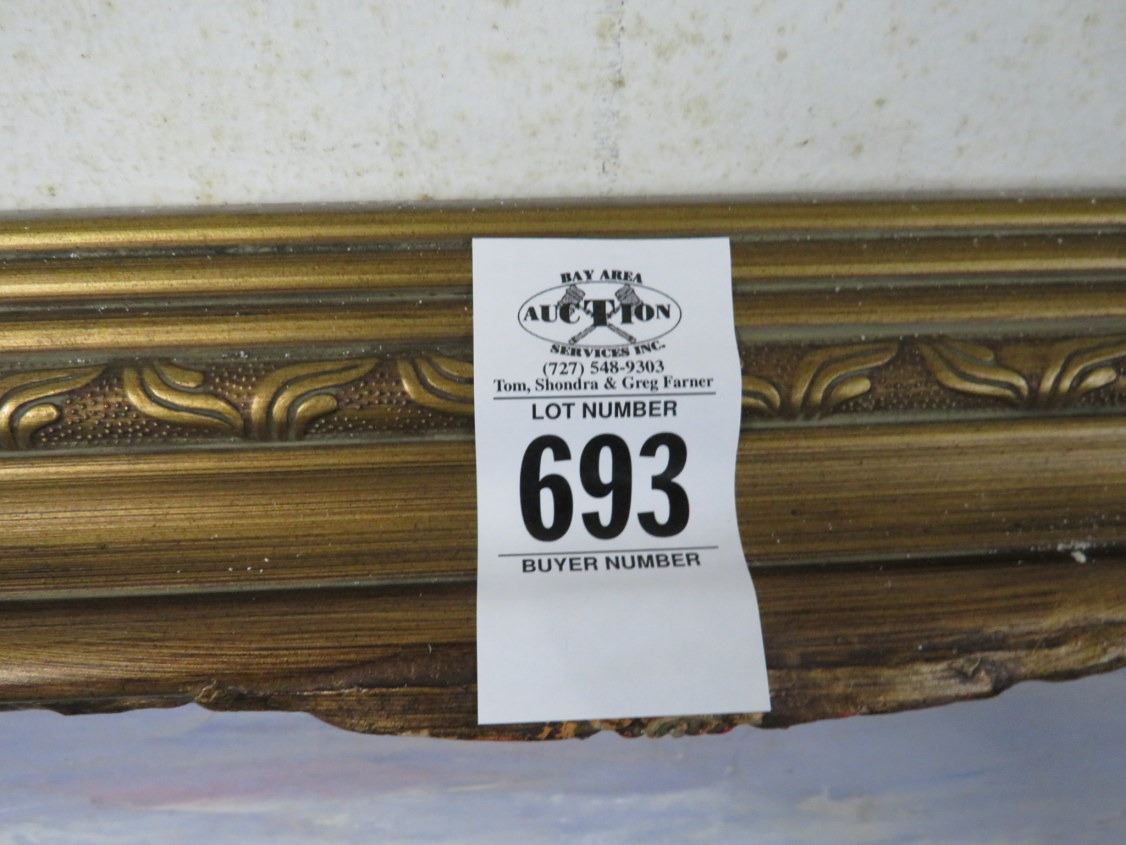 BAY AREA
AUCTION
SERVICES INC.
(727) 548-9303
Tom, Shondra & Greg Farner
LOT NUMBER
693
BUYER NUMBER